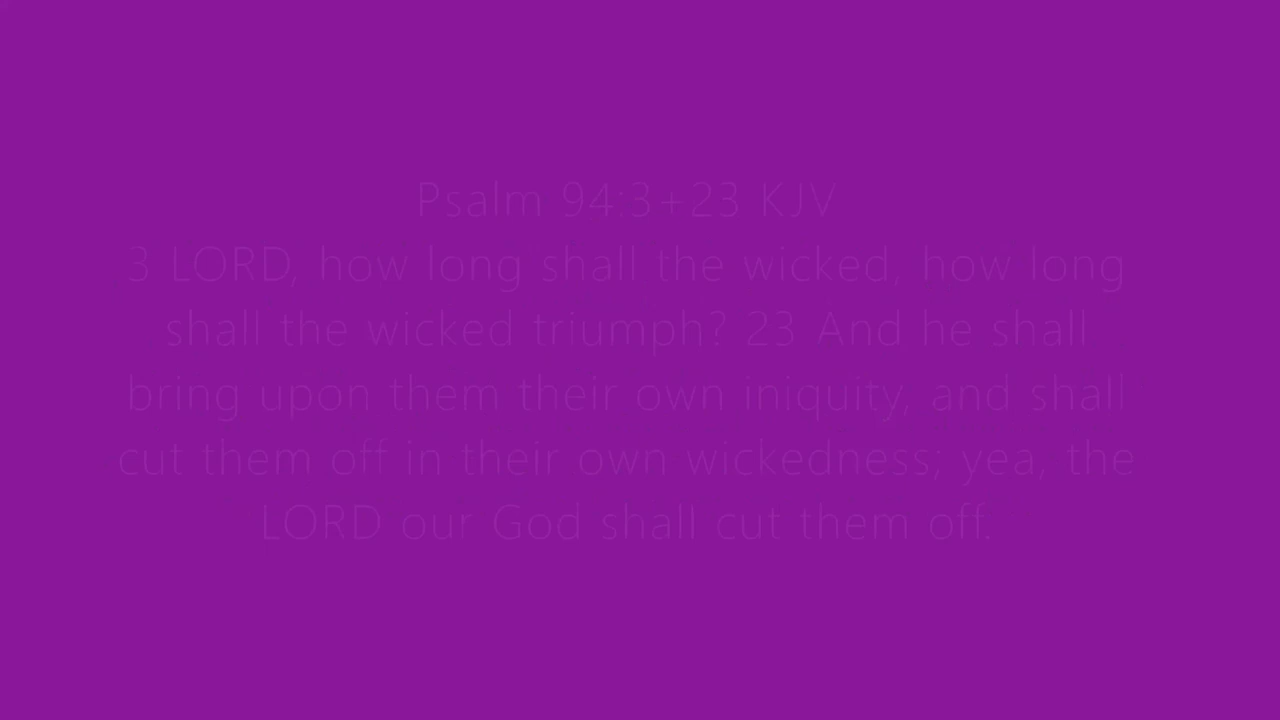 Psalm 94:3+23 KJV
3 LORD, how long shall the wicked, how long
shall the wicked triumph? 23 And he shall
bring upon them their own iniquity, and shall
cut them off in their own wickedness; yea, the
LORD our God shall cut them off.